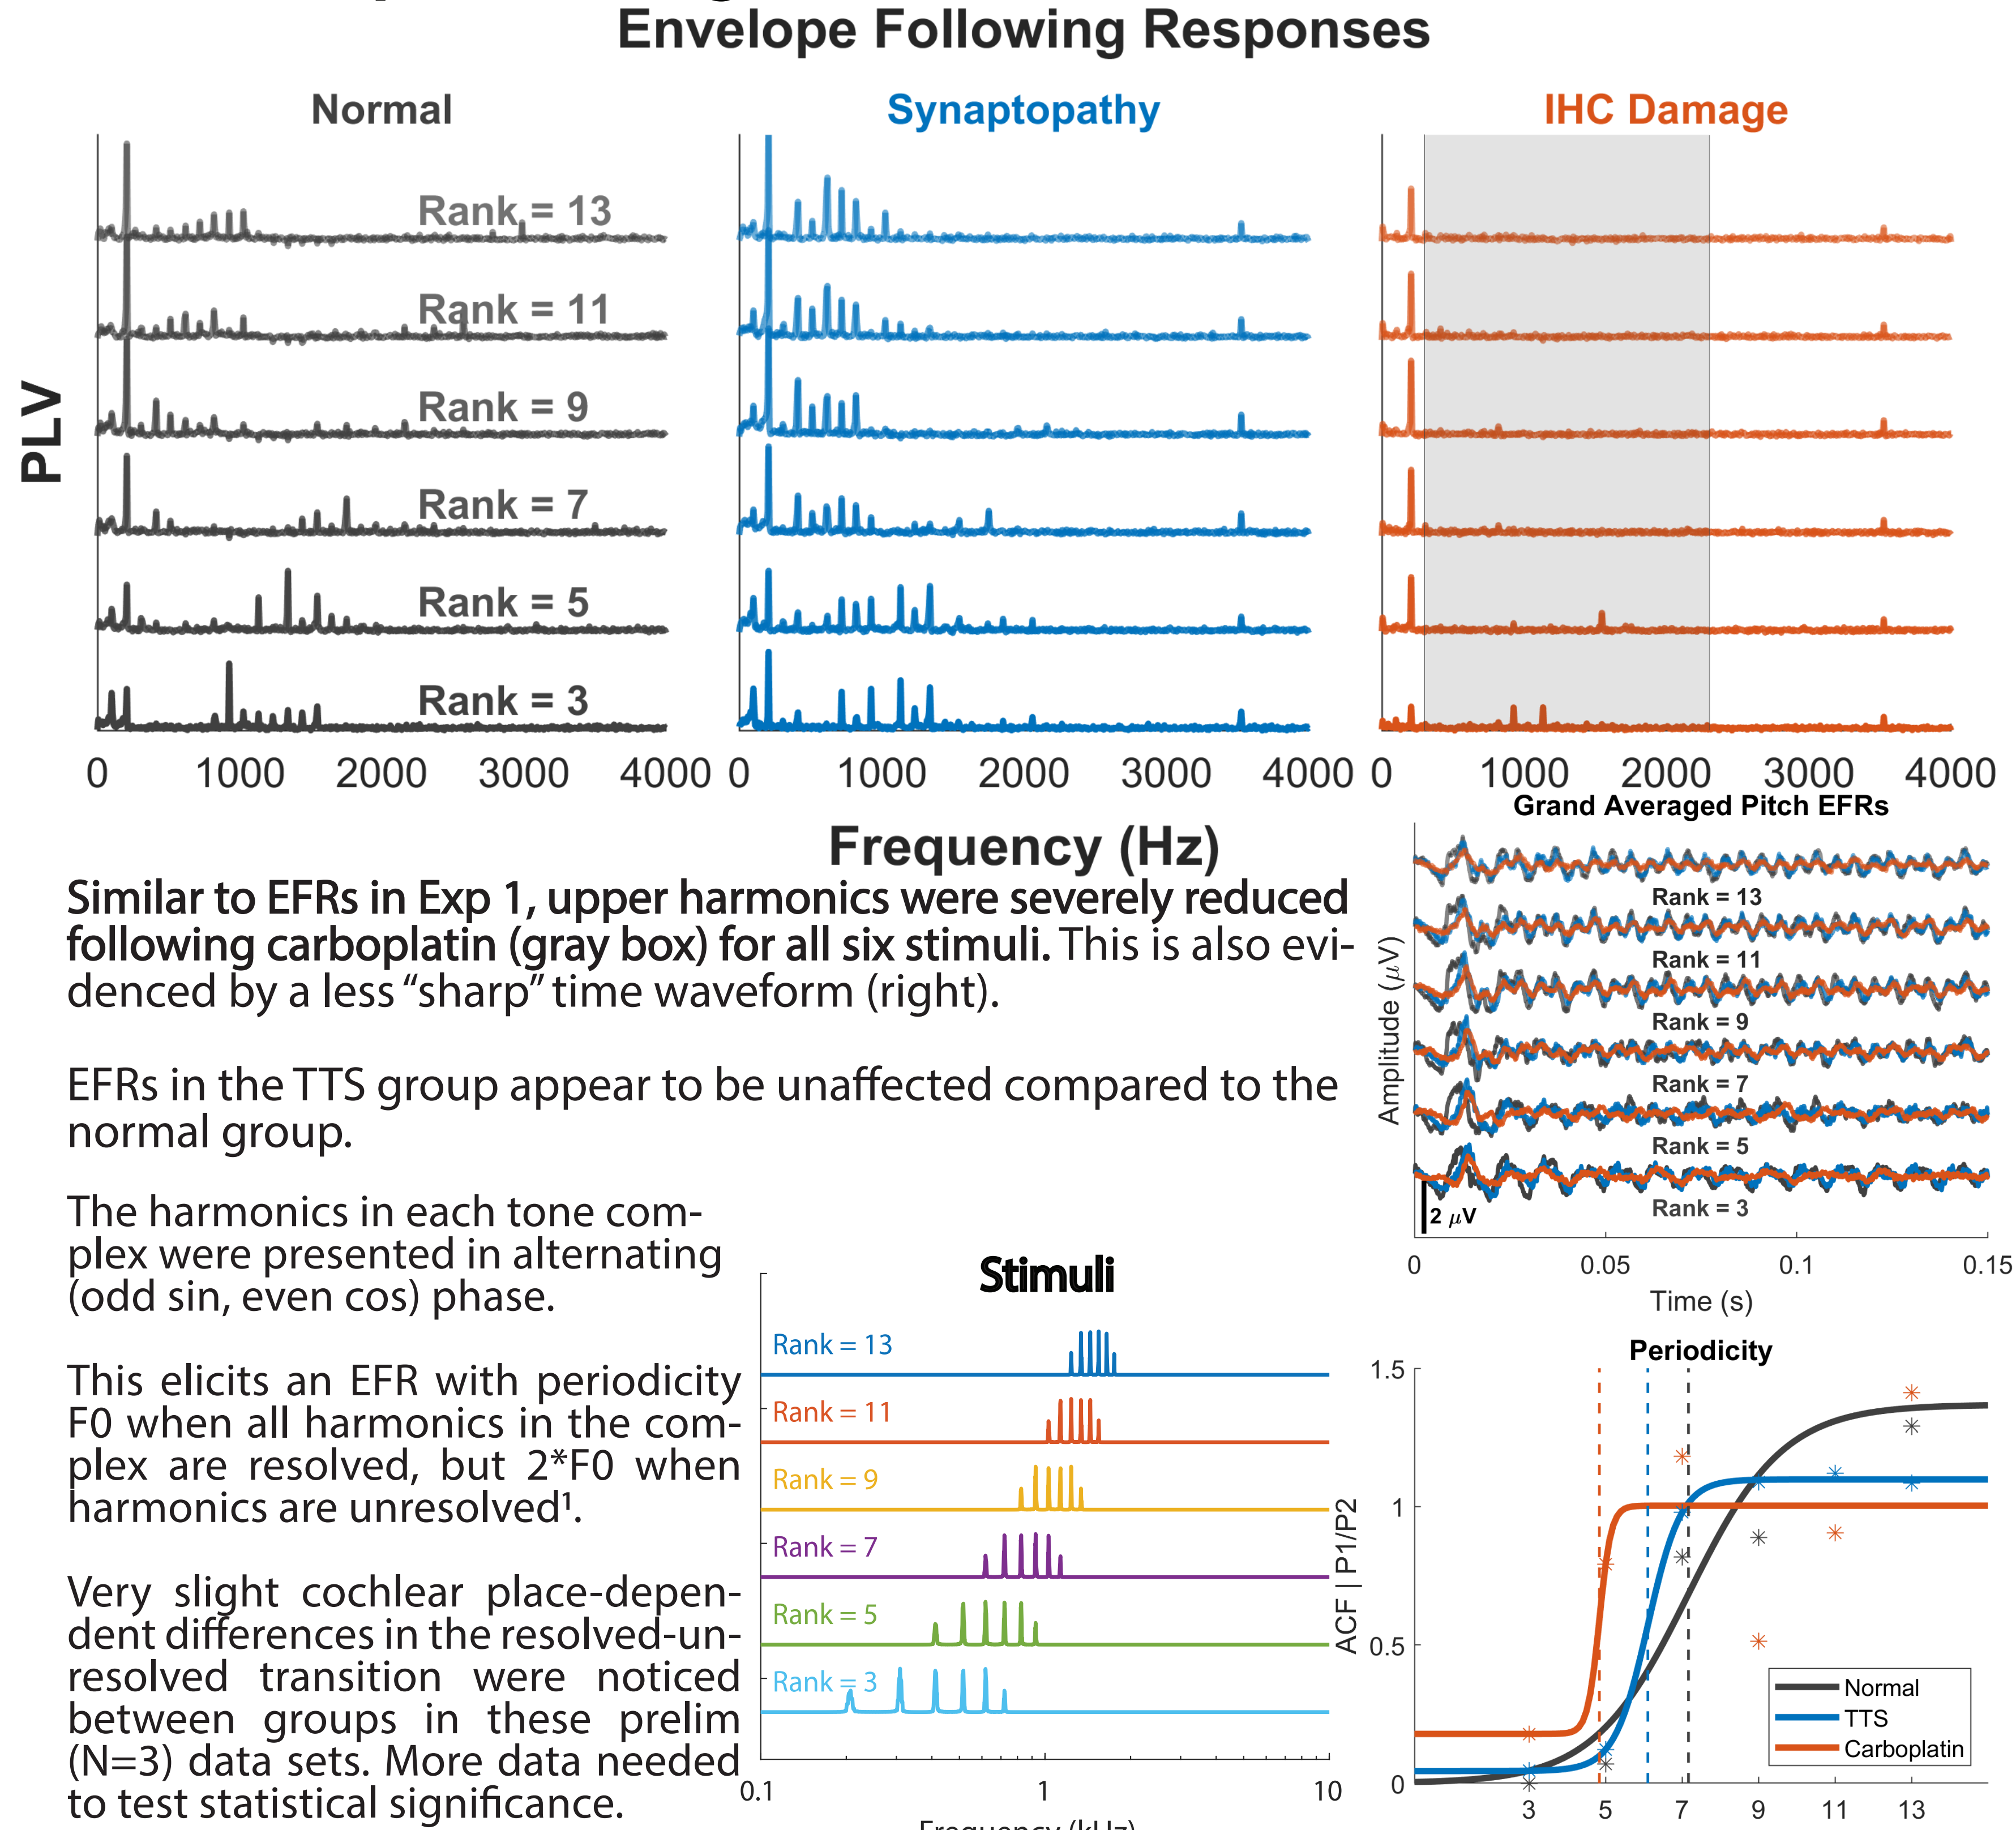 Envelope Following Responses
Normal
Synaptopathy
IHC Damage
PLV
Rank = 13
Rank = 11
Rank = 9
Rank = 7
Rank = 5
Rank = 3
0 1000 2000 3000 4000
0 1000 2000 3000 4000
0 1000 2000 3000 4000
Frequency (Hz)
Similar to EFRs in Exp 1, upper harmonics were severely reduced
following carboplatin (gray box) for all six stimuli. This is also evi-
denced by a less “sharp” time waveform (right).
EFRs in the TTS group appear to be unaffected compared to the
normal group.
The harmonics in each tone com-
plex were presented in alternating
(odd sin, even cos) phase.
This elicits an EFR with periodicity
F0 when all harmonics in the com-
plex are resolved, but 2*F0 when
harmonics are unresolved¹.
Very slight cochlear place-depen-
dent differences in the resolved-un-
resolved transition were noticed
between groups in these prelim
(N=3) data sets. More data needed
to test statistical significance.
Stimuli
Rank = 13
Rank = 11
Rank = 9
Rank = 7
Rank = 5
Rank = 3
0.1 1 10
Frequency (kHz)
Grand Averaged Pitch EFRs
Amplitude (μV)
Rank = 13
Rank = 11
Rank = 9
Rank = 7
Rank = 5
Rank = 3
2 μV
0 0.05 0.1 0.15
Time (s)
Periodicity
ACF | P1/P2
1.5
1
0.5
0
Normal
TTS
Carboplatin
3 5 7 9 11 13